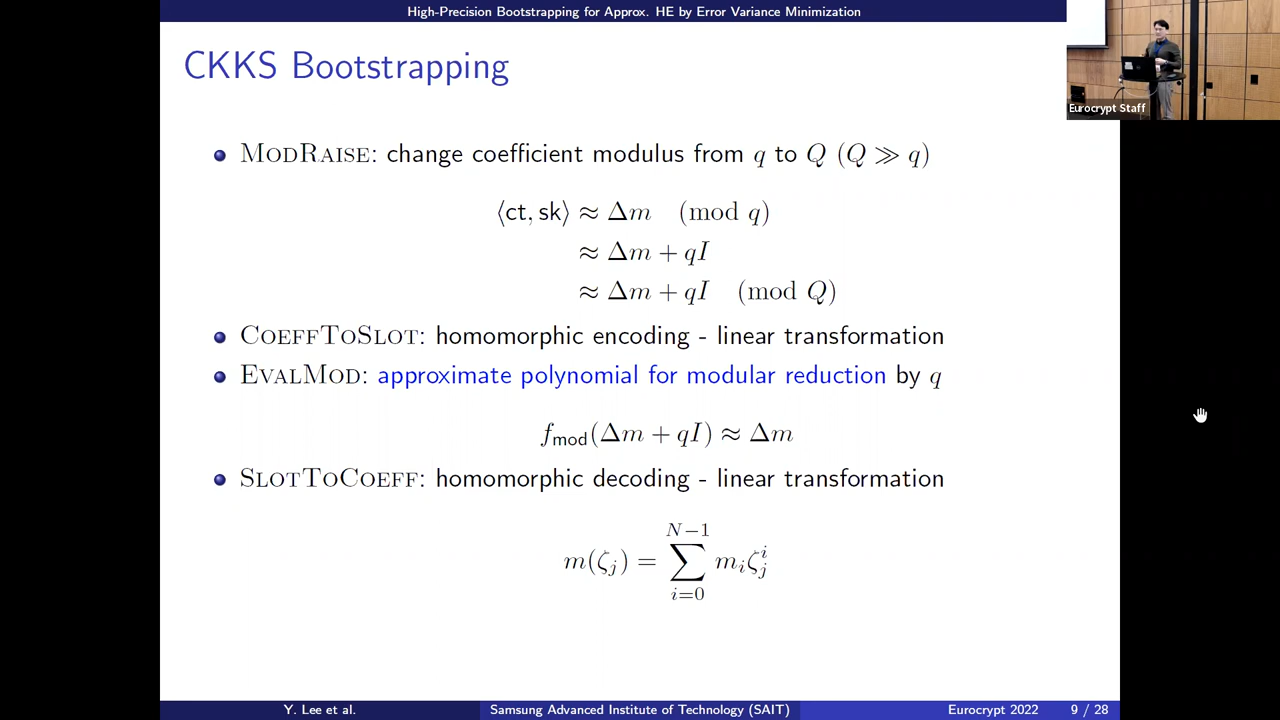 High-Precision Bootstrapping for Approx. HE by Error Variance Minimization
CKKS Bootstrapping
Eurocrypt Staff
ModRaise: change coefficient modulus from q to Q (Q ≫ q)
⟨ct, sk⟩ ≈ Δm (mod q)
≈ Δm + qI
≈ Δm + qI (mod Q)
CoeffToSlot: homomorphic encoding - linear transformation
EvalMod: approximate polynomial for modular reduction by q
f_mod(Δm + qI) ≈ Δm
SlotToCoeff: homomorphic decoding - linear transformation
m(ζ_j) = ∑_{i=0}^{N−1} m_i ζ_j^i
Y. Lee et al. Samsung Advanced Institute of Technology (SAIT) Eurocrypt 2022 9 / 28